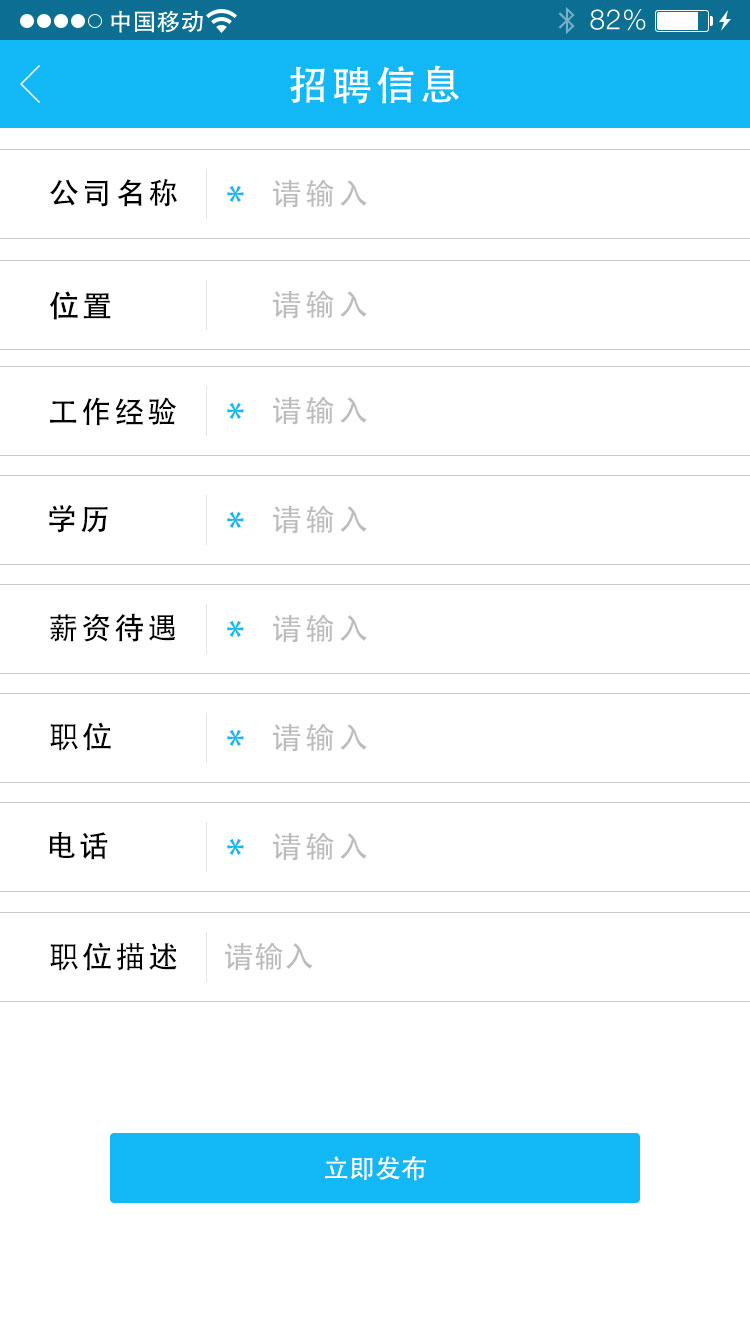 中国移动 82%
招聘信息
公司名称 * 请输入
位置 请输入
工作经验 * 请输入
学历 * 请输入
薪资待遇 * 请输入
职位 * 请输入
电话 * 请输入
职位描述 请输入
立即发布